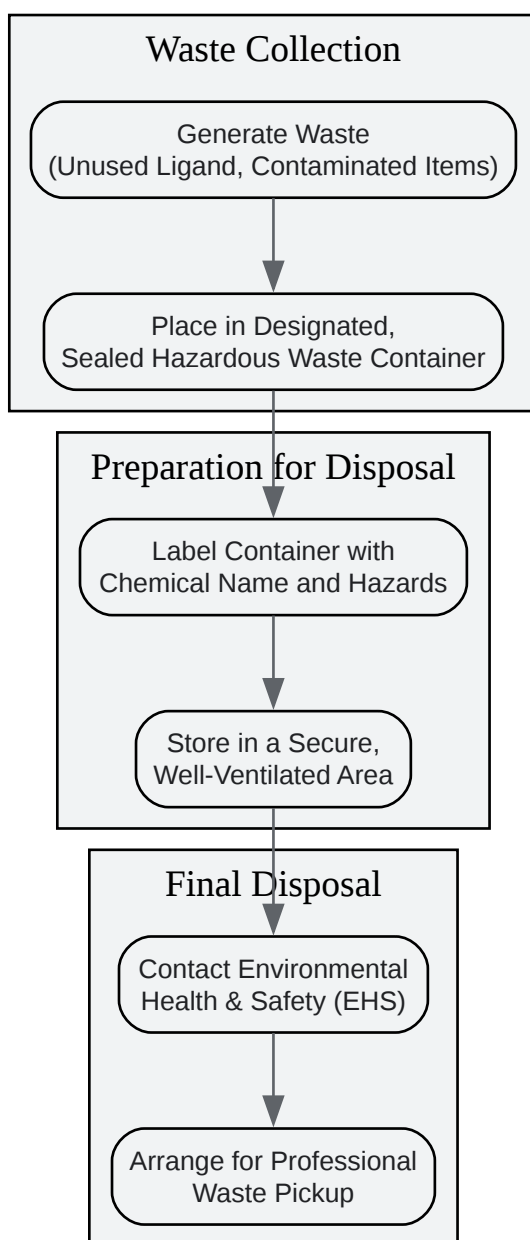 Waste Collection
Generate Waste
(Unused Ligand, Contaminated Items)
Place in Designated,
Sealed Hazardous Waste Container
Preparation for Disposal
Label Container with
Chemical Name and Hazards
Store in a Secure,
Well-Ventilated Area
Final Disposal
Contact Environmental
Health & Safety (EHS)
Arrange for Professional
Waste Pickup